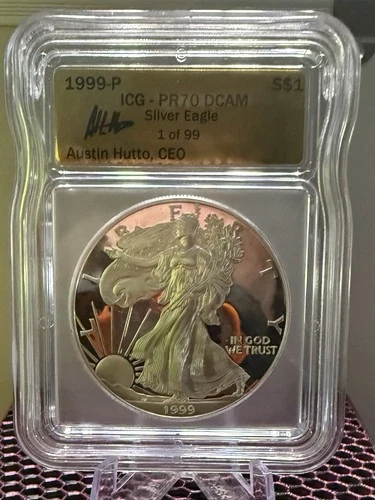 1999-P S$1
ICG - PR70 DCAM
Silver Eagle
1 of 99
Austin Hutto, CEO
LIBERTY
IN GOD
WE TRUST
1999